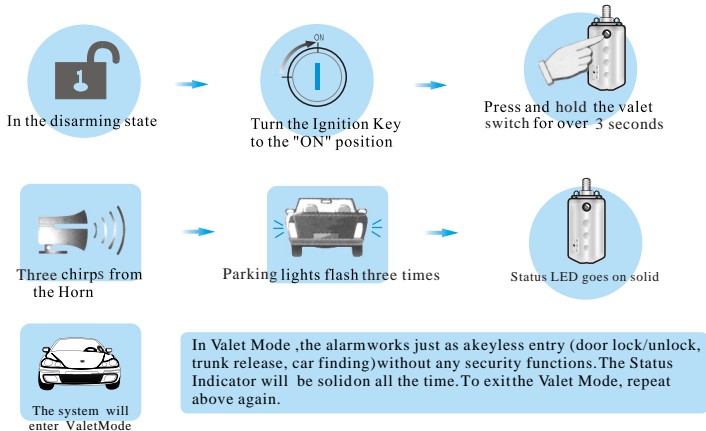 ON
In the disarming state
Turn the Ignition Key
to the "ON" position
Press and hold the valet
switch for over 3 seconds
Three chirps from
the Horn
Parking lights flash three times
Status LED goes on solid
The system will
enter ValetMode
In Valet Mode ,the alarmworks just as akeyless entry (door lock/unlock,
trunk release, car finding)without any security functions.The Status
Indicator will be solidon all the time.To exitthe Valet Mode, repeat
above again.